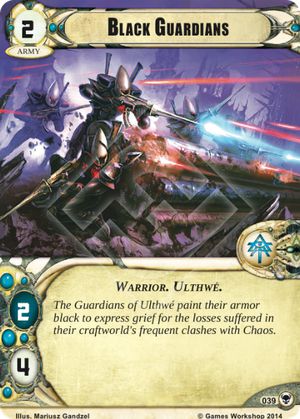 2
ARMY
BLACK GUARDIANS
WARRIOR. ULTHWÉ.
The Guardians of Ulthwé paint their armor
black to express grief for the losses suffered in
their craftworld's frequent clashes with Chaos.
2
4
039
Illus. Mariusz Gandzel
© Games Workshop 2014